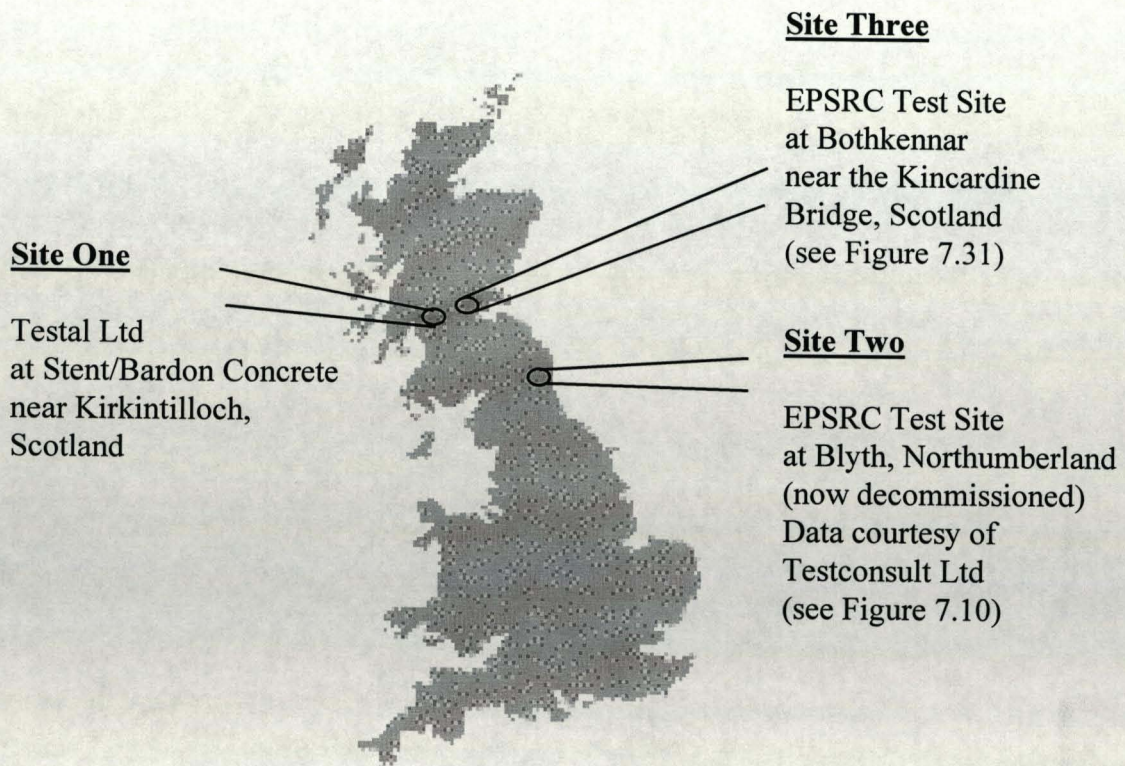 Site Three
EPSRC Test Site
at Bothkennar
near the Kincardine
Bridge, Scotland
(see Figure 7.31)
Site One
Testal Ltd
at Stent/Bardon Concrete
near Kirkintilloch,
Scotland
Site Two
EPSRC Test Site
at Blyth, Northumberland
(now decommissioned)
Data courtesy of
Testconsult Ltd
(see Figure 7.10)